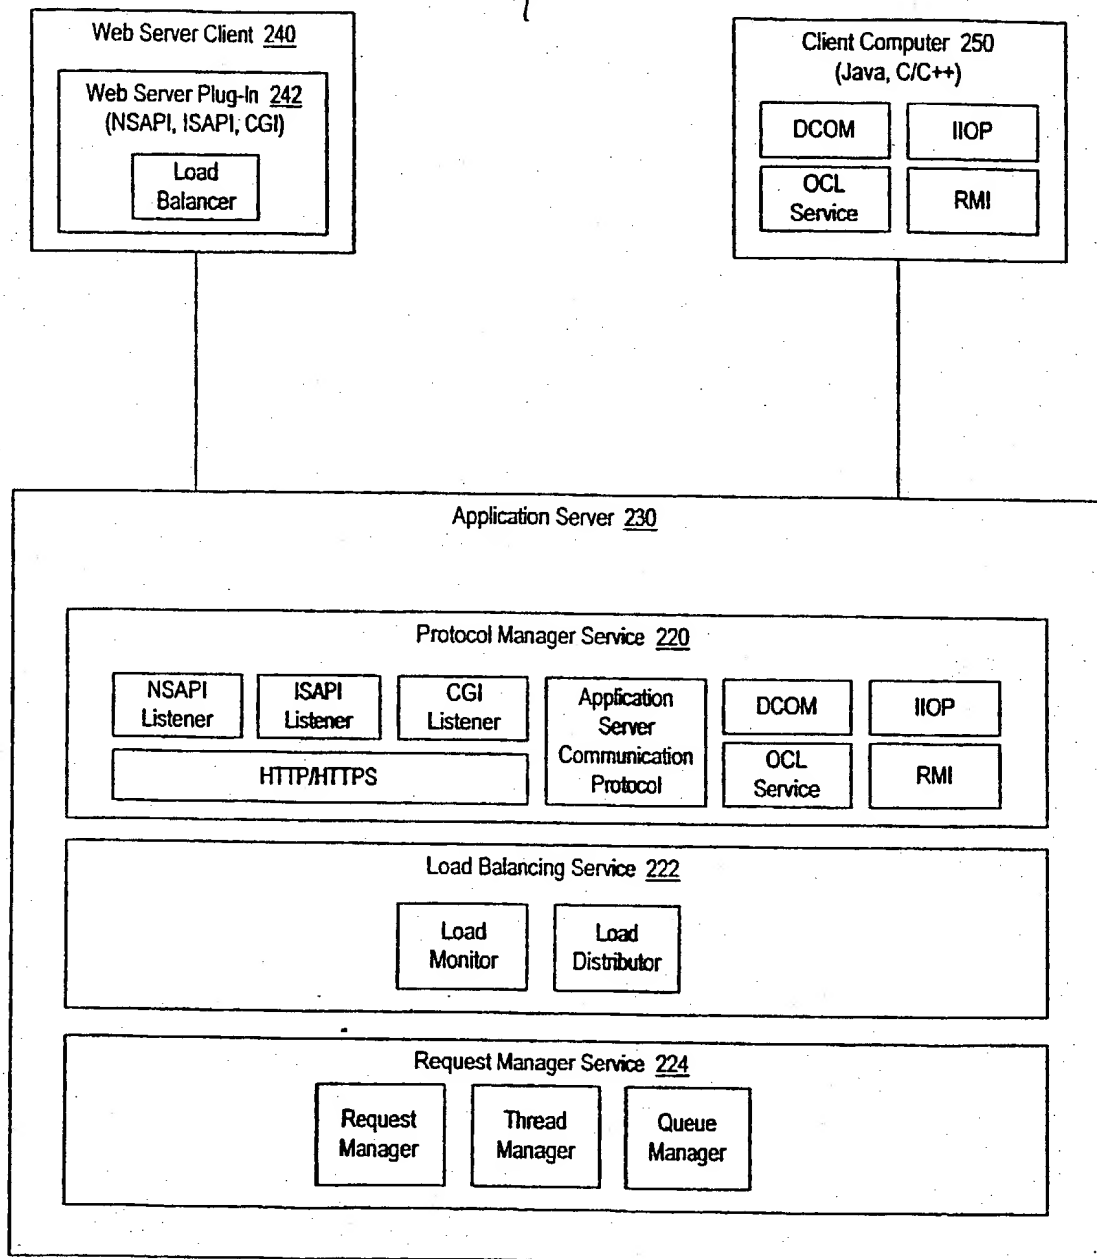 Web Server Client 240
Web Server Plug-In 242
(NSAPI, ISAPI, CGI)
Load
Balancer
Client Computer 250
(Java, C/C++)
DCOM
IIOP
OCL
Service
RMI
Application Server 230
Protocol Manager Service 220
NSAPI
Listener
ISAPI
Listener
CGI
Listener
HTTP/HTTPS
Application
Server
Communication
Protocol
DCOM
IIOP
OCL
Service
RMI
Load Balancing Service 222
Load
Monitor
Load
Distributor
Request Manager Service 224
Request
Manager
Thread
Manager
Queue
Manager